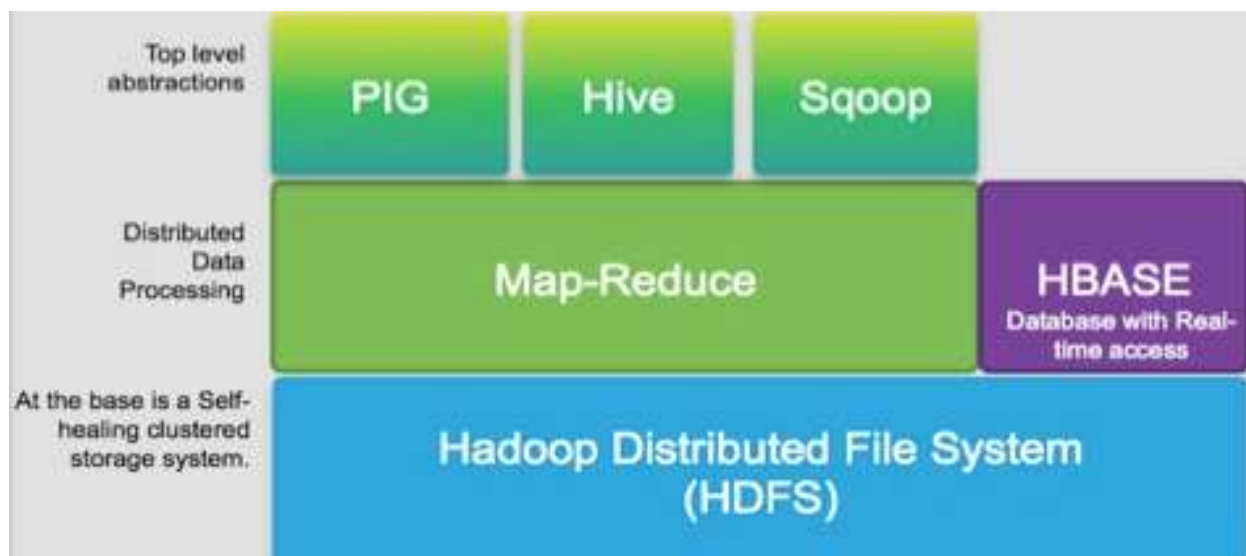 Top level
abstractions
PIG
Hive
Sqoop
Distributed
Data
Processing
Map-Reduce
HBASE
Database with Real-
time access
At the base is a Self-
healing clustered
storage system.
Hadoop Distributed File System
(HDFS)